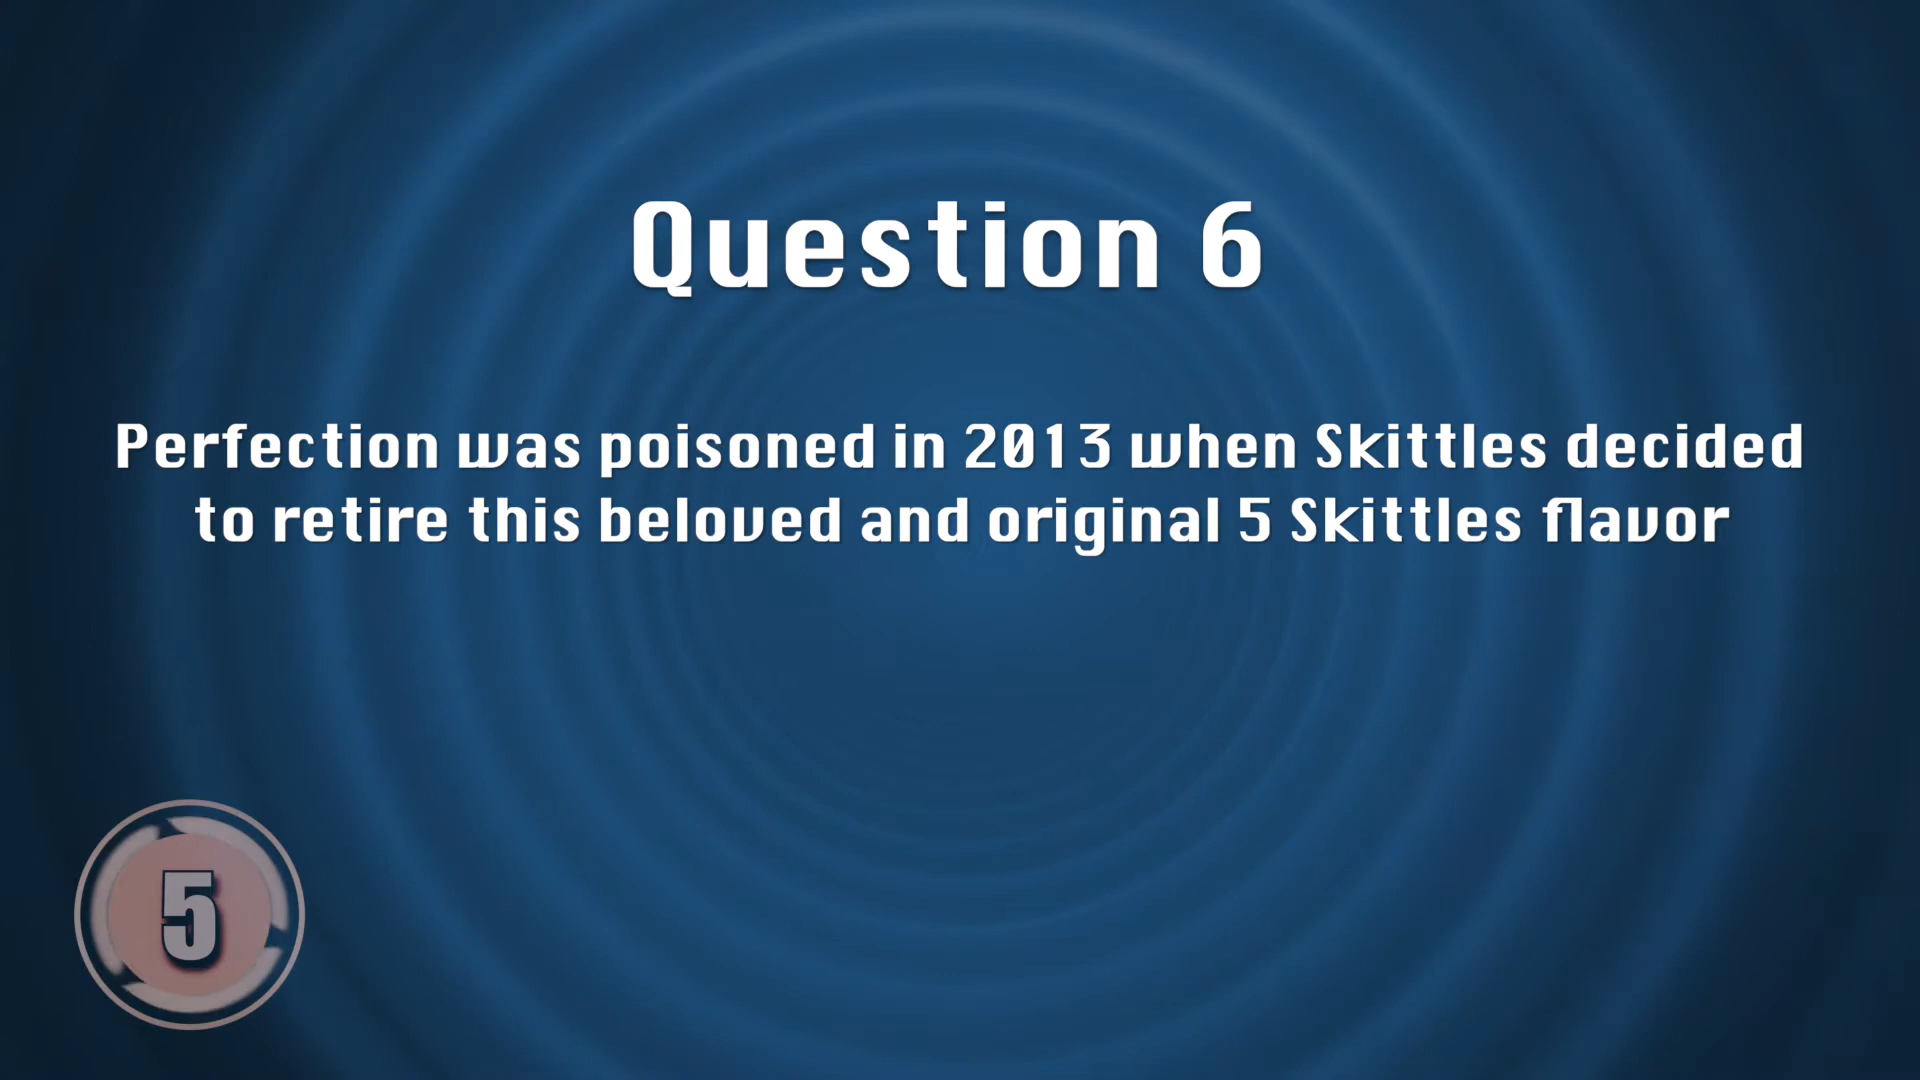 Question 6
Perfection was poisoned in 2013 when Skittles decided
to retire this beloved and original 5 Skittles flavor
5